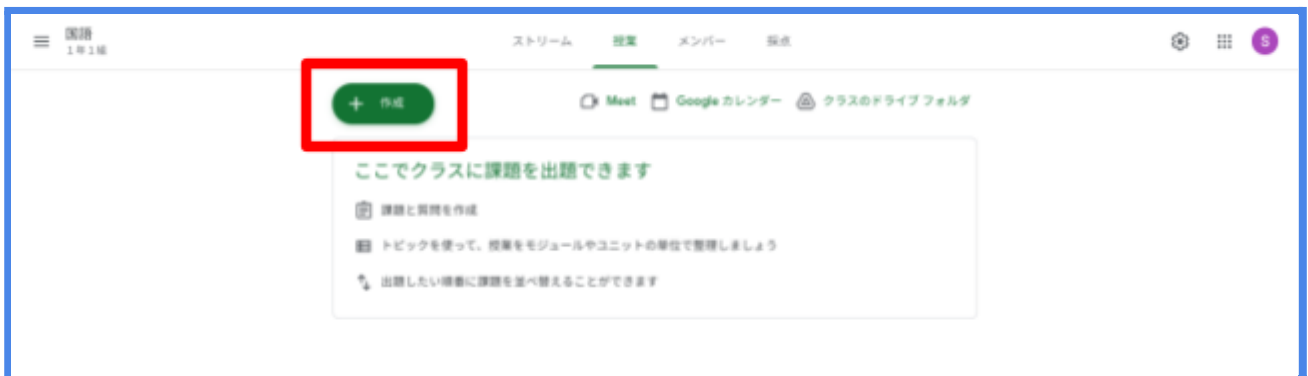 国語
1年1組
ストリーム 授業 メンバー 採点
S
+ 作成
Meet Google カレンダー クラスのドライブ フォルダ
ここでクラスに課題を出題できます
課題と質問を作成
トピックを使って、授業をモジュールやユニットの単位で整理しましょう
出題したい順番に課題を並べ替えることができます